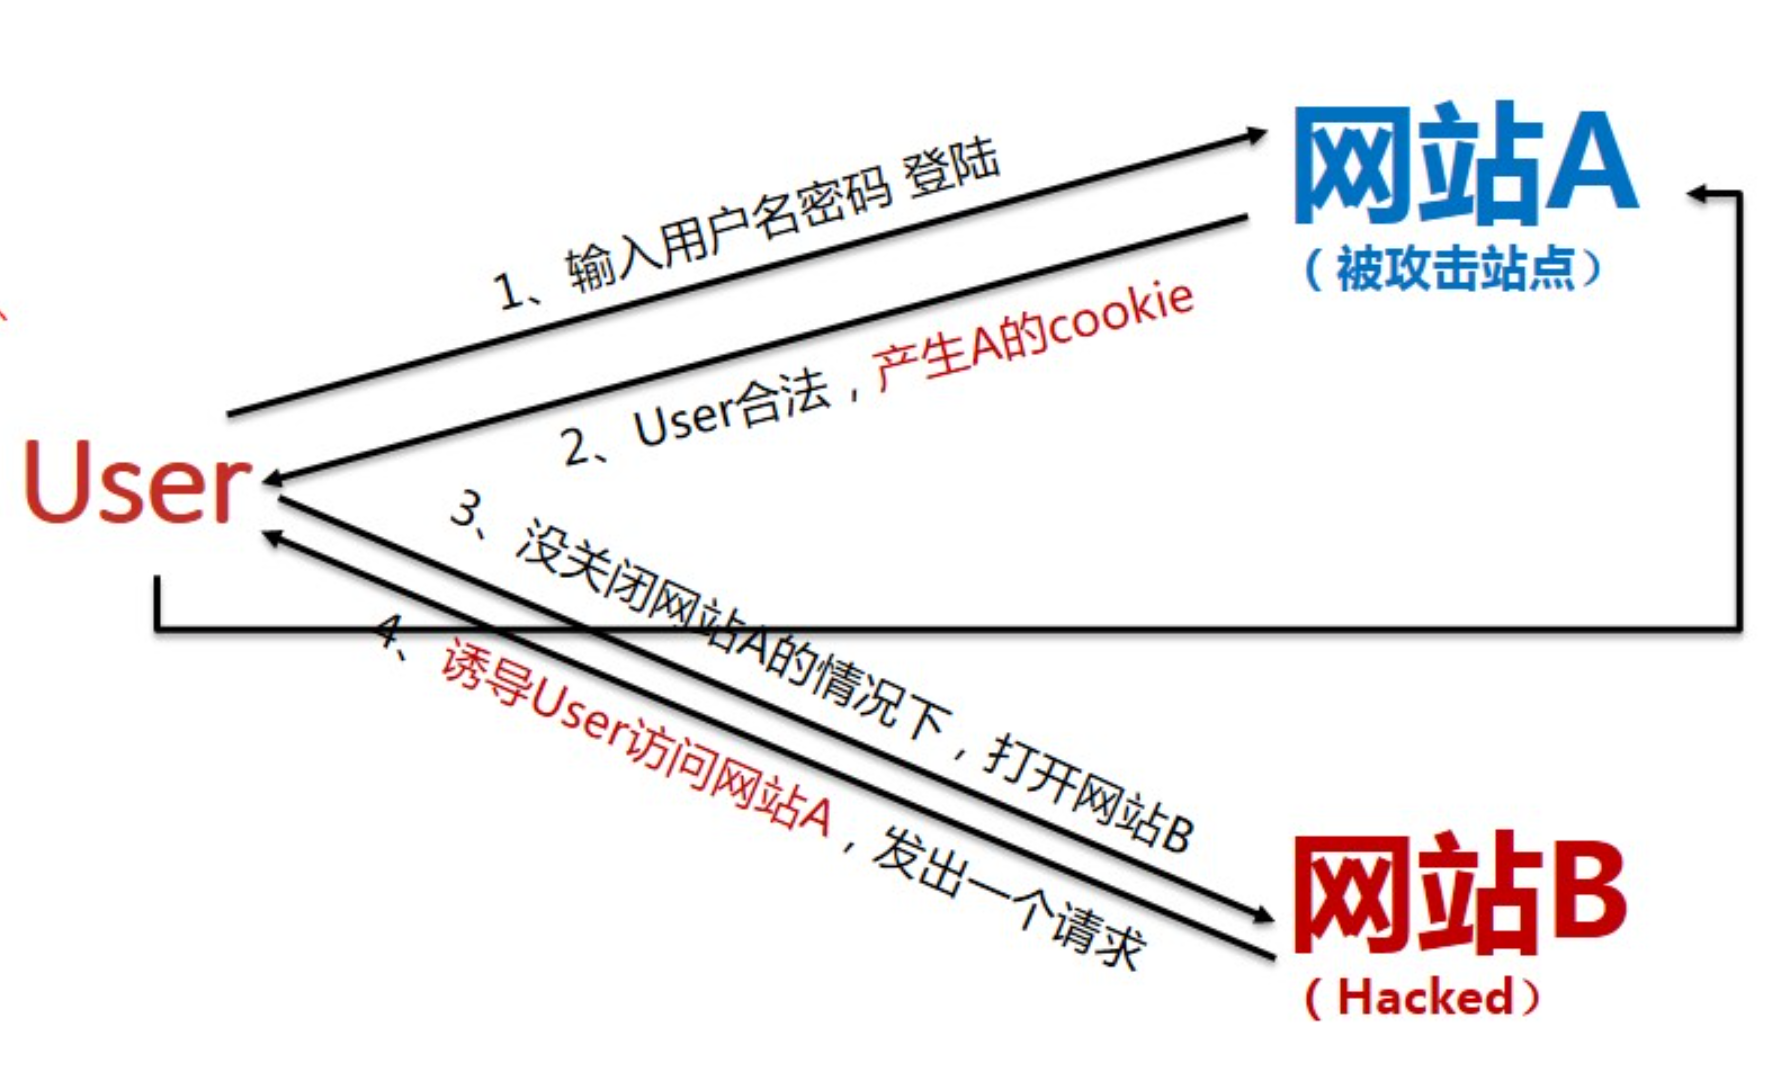 网站A
（被攻击站点）
1、输入用户名密码 登陆
2、User合法，产生A的cookie
User
3、没关闭网站A的情况下，打开网站B
4、诱导User访问网站A，发出一个请求
网站B
（Hacked）